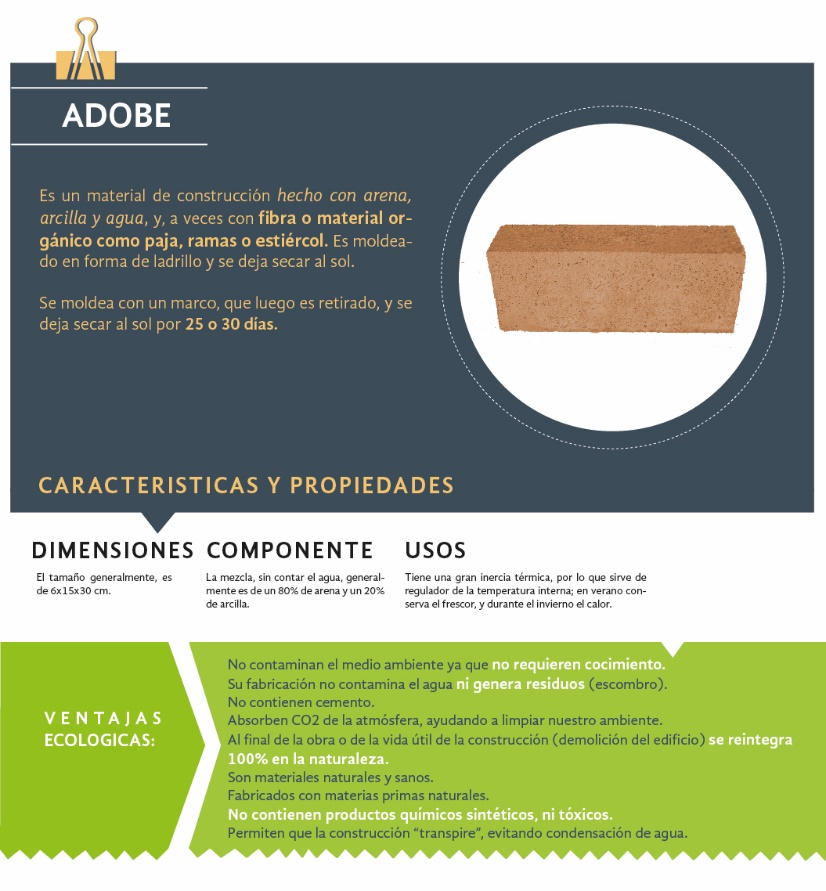 ADOBE
Es un material de construcción hecho con arena,
arcilla y agua, y, a veces con fibra o material or-
gánico como paja, ramas o estiércol. Es moldea-
do en forma de ladrillo y se deja secar al sol.
Se moldea con un marco, que luego es retirado, y se
deja secar al sol por 25 o 30 días.
CARACTERISTICAS Y PROPIEDADES
DIMENSIONES
El tamaño generalmente, es
de 6x15x30 cm.
COMPONENTE
La mezcla, sin contar el agua, general-
mente es de un 80% de arena y un 20%
de arcilla.
USOS
Tiene una gran inercia térmica, por lo que sirve de
regulador de la temperatura interna; en verano con-
serva el frescor, y durante el invierno el calor.
VENTAJAS
ECOLOGICAS:
No contaminan el medio ambiente ya que no requieren cocimiento.
Su fabricación no contamina el agua ni genera residuos (escombro).
No contienen cemento.
Absorben CO2 de la atmósfera, ayudando a limpiar nuestro ambiente.
Al final de la obra o de la vida útil de la construcción (demolición del edificio) se reintegra
100% en la naturaleza.
Son materiales naturales y sanos.
Fabricados con materias primas naturales.
No contienen productos químicos sintéticos, ni tóxicos.
Permiten que la construcción “transpire”, evitando condensación de agua.